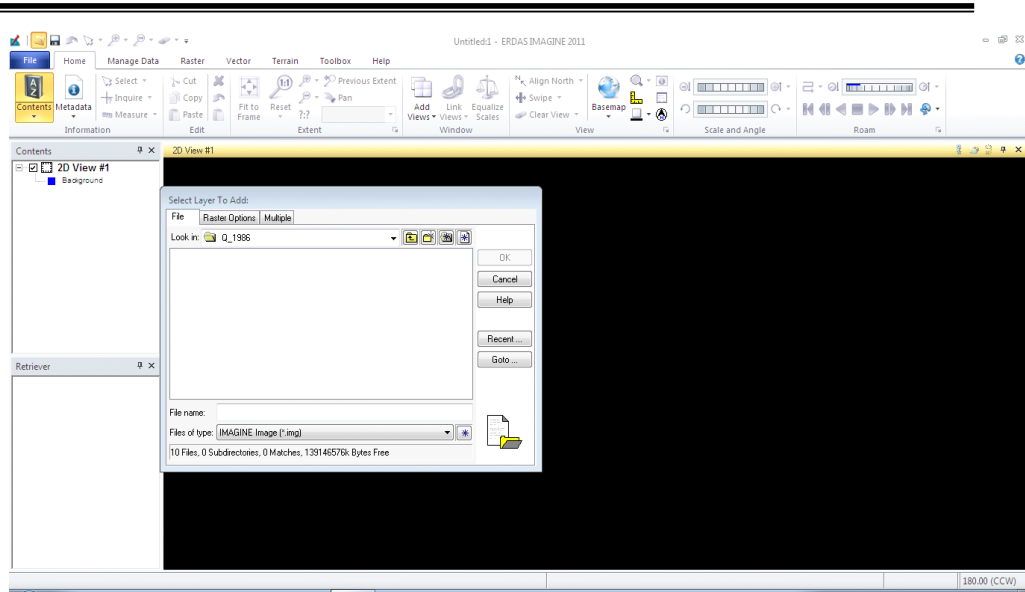 Untitled:1 - ERDAS IMAGINE 2011
File Home Manage Data Raster Vector Terrain Toolbox Help
Contents Metadata Select Inquire Measure
Information
Cut Copy Paste
Edit
Fit to Frame Reset 1:1 ?:? Previous Extent Pan
Extent
Add Views Link Views Equalize Scales
Window
Align North Swipe Clear View Basemap
View
Scale and Angle
Roam
Contents
2D View #1
Background
Retriever
2D View #1
Select Layer To Add:
File Raster Options Multiple
Look in: Q_1986
OK
Cancel
Help
Recent ...
Goto ...
File name:
Files of type: IMAGINE Image (*.img)
10 Files, 0 Subdirectories, 0 Matches, 139146576k Bytes Free
180.00 (CCW)